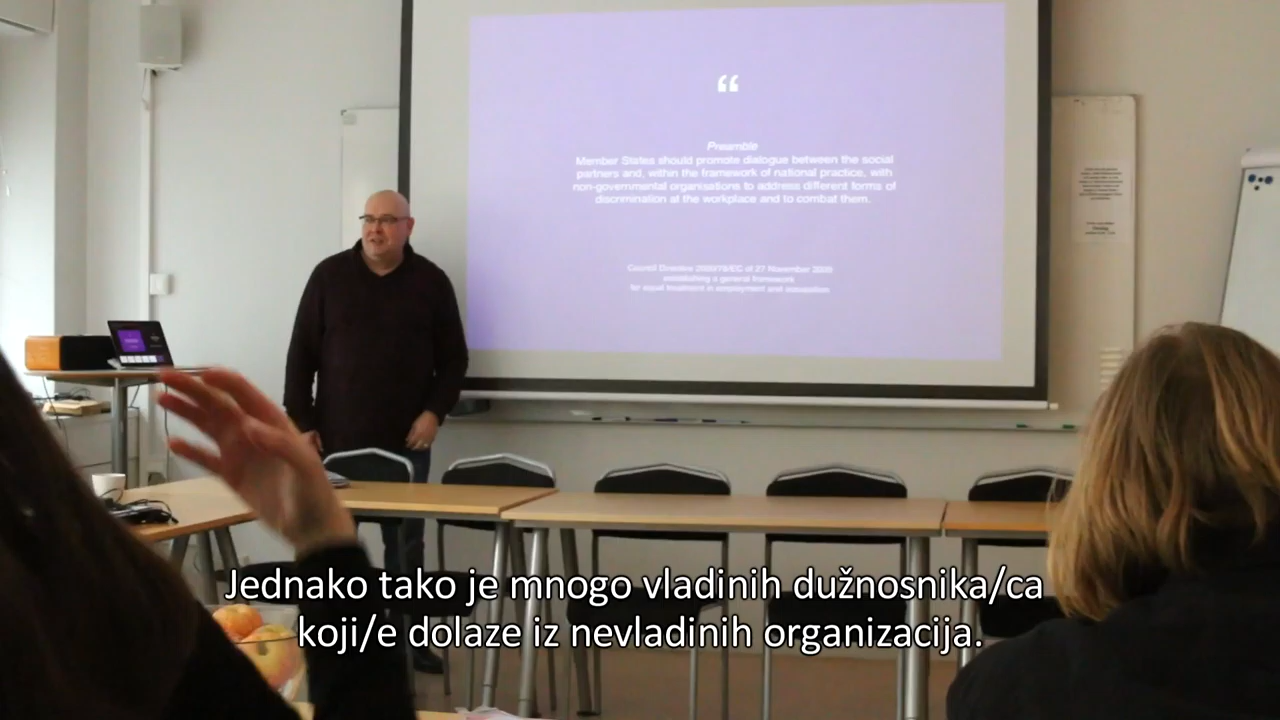 “
Preamble
Member States should promote dialogue between the social
partners and, within the framework of national practice, with
non-governmental organisations to address different forms of
discrimination at the workplace and to combat them.
Council Directive 2000/78/EC of 27 November 2000
establishing a general framework
for equal treatment in employment and occupation
Jednako tako je mnogo vladinih dužnosnika/ca
koji/e dolaze iz nevladinih organizacija.